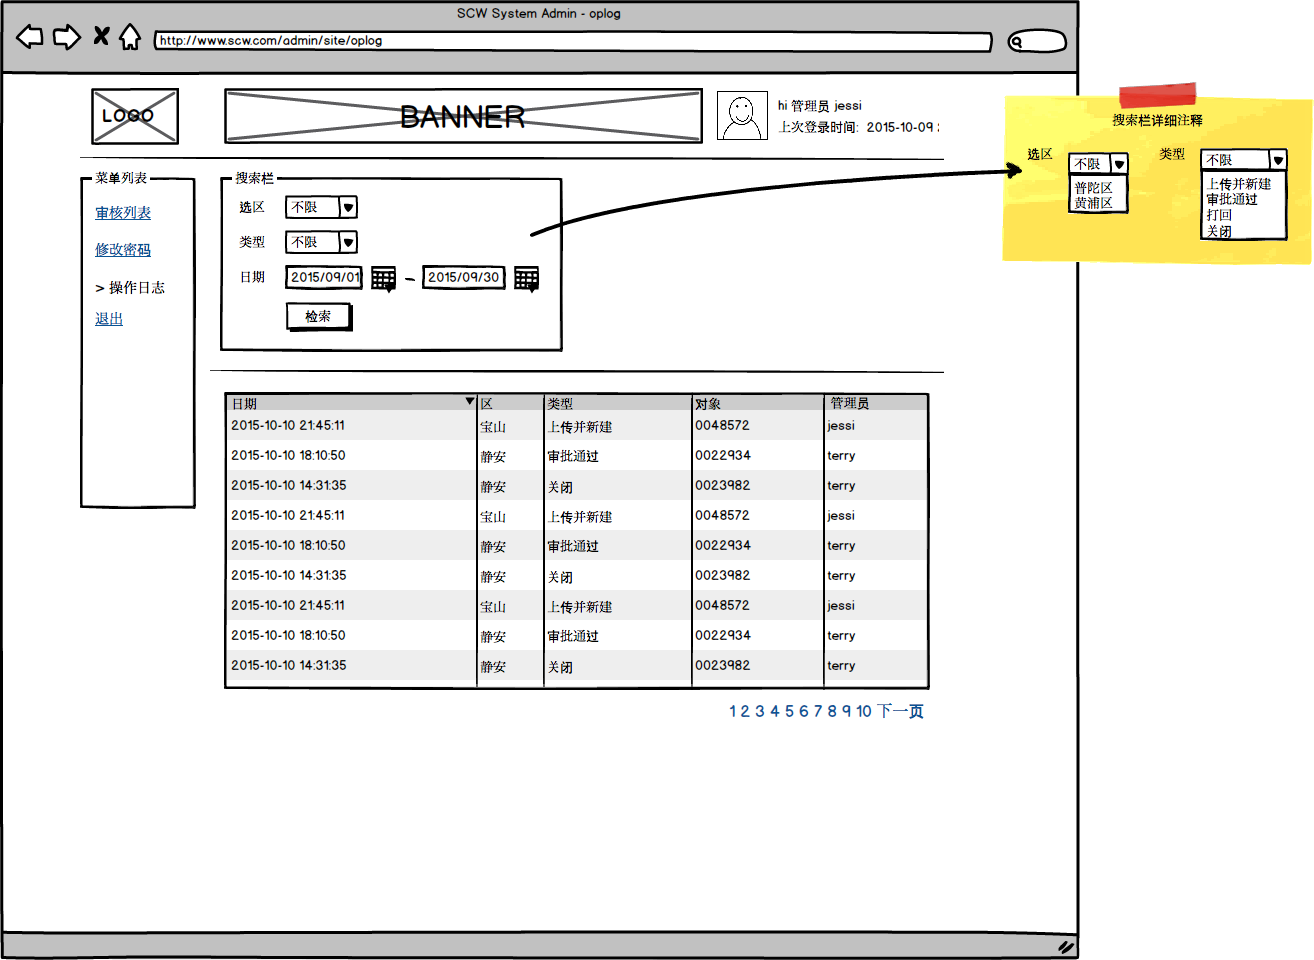 SCW System Admin - oplog
http://www.scw.com/admin/site/oplog
LOGO
BANNER
hi 管理员 jessi
上次登录时间: 2015-10-09
搜索栏详细注释
选区 不限
普陀区
黄浦区
类型 不限
上传并新建
审批通过
打回
关闭
菜单列表
审核列表
修改密码
> 操作日志
退出
搜索栏
选区 不限
类型 不限
日期 2015/09/01 - 2015/09/30
检索
日期 区 类型 对象 管理员
2015-10-10 21:45:11 宝山 上传并新建 0048572 jessi
2015-10-10 18:10:50 静安 审批通过 0022934 terry
2015-10-10 14:31:35 静安 关闭 0023982 terry
2015-10-10 21:45:11 宝山 上传并新建 0048572 jessi
2015-10-10 18:10:50 静安 审批通过 0022934 terry
2015-10-10 14:31:35 静安 关闭 0023982 terry
2015-10-10 21:45:11 宝山 上传并新建 0048572 jessi
2015-10-10 18:10:50 静安 审批通过 0022934 terry
2015-10-10 14:31:35 静安 关闭 0023982 terry
1 2 3 4 5 6 7 8 9 10 下一页